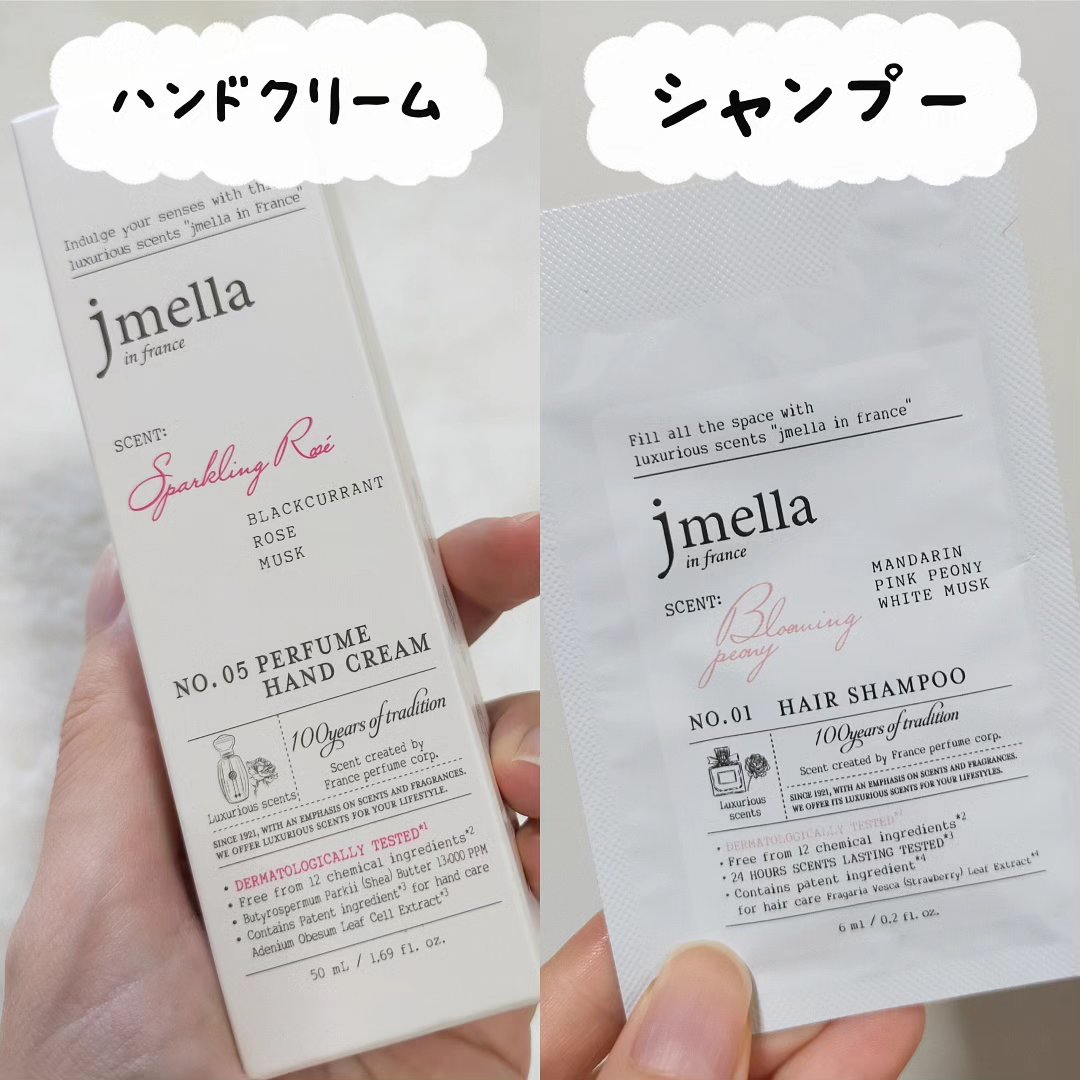 ハンドクリーム
Indulge your senses with
luxurious scents "jmella in France"
jmella
in france
SCENT:
Sparkling Rosé
BLACKCURRANT
ROSE
MUSK
NO. 05 PERFUME
HAND CREAM
100years of tradition
Scent created by
France perfume corp.
Luxurious scents
SINCE 1921, WITH AN EMPHASIS ON SCENTS AND FRAGRANCES.
WE OFFER LUXURIOUS SCENTS FOR YOUR LIFESTYLE.
• DERMATOLOGICALLY TESTED*1
• Free from 12 chemical ingredients*2
• Butyrospermum Parkii (Shea) Butter 13,000 PPM
• Contains Patent ingredient*3 for hand care
Adenium Obesum Leaf Cell Extract*3
50 mL / 1.69 fl. oz.
シャンプー
Fill all the space with
luxurious scents "jmella in france"
jmella
in france
SCENT:
Blooming
peony
MANDARIN
PINK PEONY
WHITE MUSK
NO.01 HAIR SHAMPOO
100years of tradition
Scent created by France perfume corp.
Luxurious
scents
SINCE 1921, WITH AN EMPHASIS ON SCENTS AND FRAGRANCES.
WE OFFER ITS LUXURIOUS SCENTS FOR YOUR LIFESTYLES.
• DERMATOLOGICALLY TESTED*1
• Free from 12 chemical ingredients*2
• 24 HOURS SCENTS LASTING TESTED*3
• Contains patent ingredient*4
for hair care Fragaria Vesca (Strawberry) Leaf Extract*4
6 ml / 0.2 fl. oz.